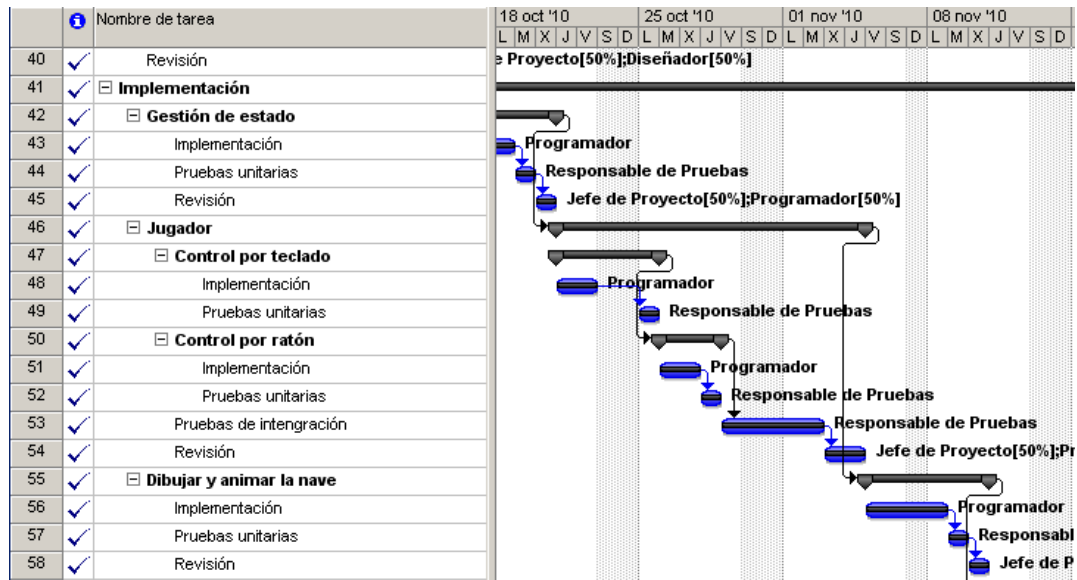 Nombre de tarea
18 oct '10 25 oct '10 01 nov '10 08 nov '10
L M X J V S D L M X J V S D L M X J V S D L M X J V S D
40 Revisión e Proyecto[50%];Diseñador[50%]
41 Implementación
42 Gestión de estado
43 Implementación Programador
44 Pruebas unitarias Responsable de Pruebas
45 Revisión Jefe de Proyecto[50%];Programador[50%]
46 Jugador
47 Control por teclado
48 Implementación Programador
49 Pruebas unitarias Responsable de Pruebas
50 Control por ratón
51 Implementación Programador
52 Pruebas unitarias Responsable de Pruebas
53 Pruebas de intengración Responsable de Pruebas
54 Revisión Jefe de Proyecto[50%];Pr
55 Dibujar y animar la nave
56 Implementación Programador
57 Pruebas unitarias Responsabl
58 Revisión Jefe de P